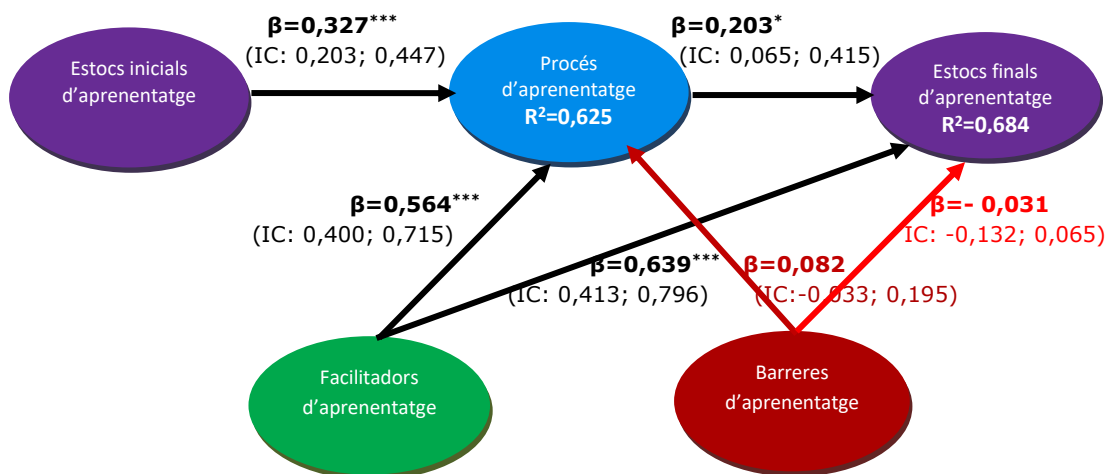 β=0,327***
(IC: 0,203; 0,447)
β=0,203*
(IC: 0,065; 0,415)
Estocs inicials
d’aprenentatge
Procés
d’aprenentatge
R²=0,625
Estocs finals
d’aprenentatge
R²=0,684
β=0,564***
(IC: 0,400; 0,715)
β=- 0,031
IC: -0,132; 0,065)
β=0,639***
(IC: 0,413; 0,796)
β=0,082
(IC:-0,033; 0,195)
Facilitadors
d’aprenentatge
Barreres
d’aprenentatge